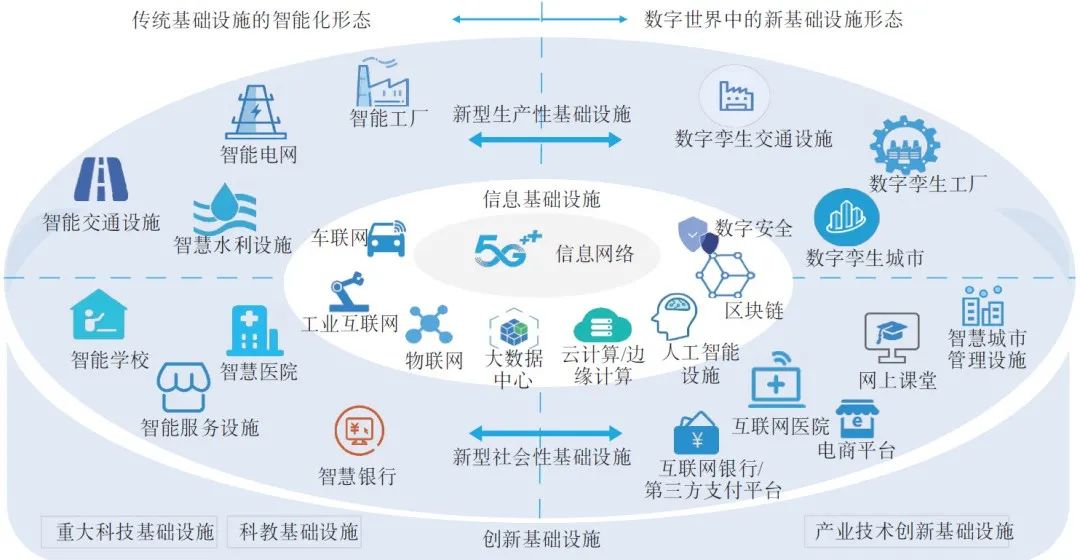 传统基础设施的智能化形态
数字世界中的新基础设施形态
智能工厂
新型生产性基础设施
数字孪生交通设施
智能电网
数字孪生工厂
智能交通设施
智慧水利设施
信息基础设施
车联网
5G++
信息网络
数字安全
数字孪生城市
工业互联网
区块链
物联网
大数据
中心
云计算/边
缘计算
人工智能
设施
智能学校
智慧医院
智慧城市
管理设施
网上课堂
智能服务设施
互联网医院
e
电商平台
¥
智慧银行
新型社会性基础设施
¥
互联网银行/
第三方支付平台
重大科技基础设施
科教基础设施
创新基础设施
产业技术创新基础设施